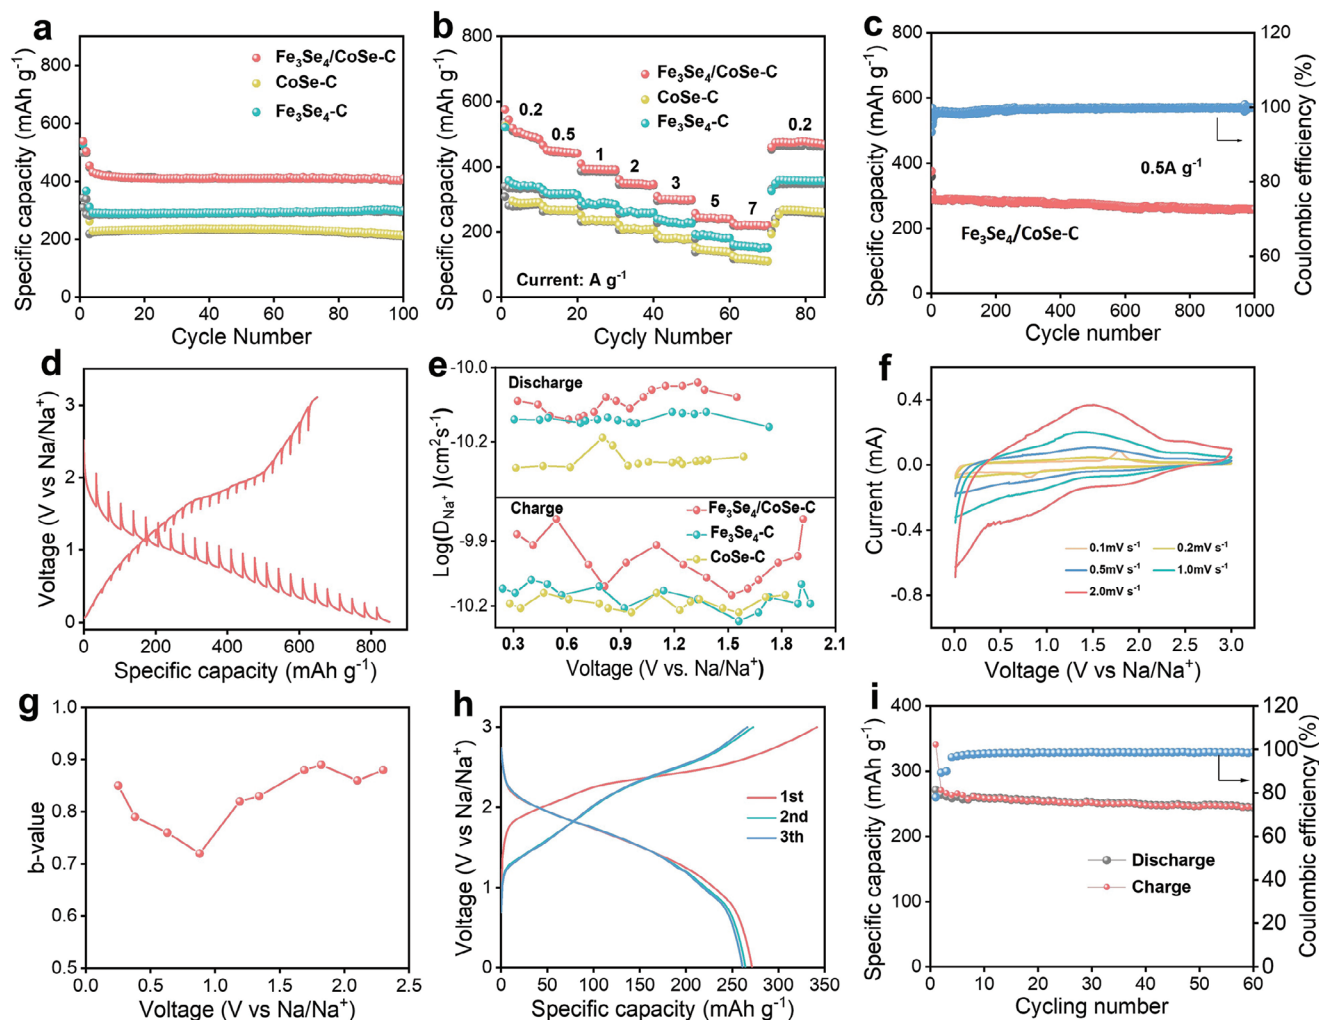 a
Specific capacity (mAh g⁻¹)
800
600
400
200
0
Fe₃Se₄/CoSe-C
CoSe-C
Fe₃Se₄-C
0 20 40 60 80 100
Cycle Number
b
Specific capacity (mAh g⁻¹)
800
600
400
200
0
Fe₃Se₄/CoSe-C
CoSe-C
Fe₃Se₄-C
0.2
0.5
1
2
3
5
7
0.2
Current: A g⁻¹
0 20 40 60 80
Cycly Number
c
Specific capacity (mAh g⁻¹)
800
600
400
200
0
0.5A g⁻¹
Fe₃Se₄/CoSe-C
120
100
80
60
Coulombic efficiency (%)
0 200 400 600 800 1000
Cycle number
d
Voltage (V vs Na/Na⁺)
3
2
1
0
0 200 400 600 800
Specific capacity (mAh g⁻¹)
e
Log(D_Na⁺)(cm²s⁻¹)
-10.0
-10.2
-9.9
-10.2
Discharge
Charge
Fe₃Se₄/CoSe-C
Fe₃Se₄-C
CoSe-C
0.3 0.6 0.9 1.2 1.5 1.8 2.1
Voltage (V vs. Na/Na⁺)
f
Current (mA)
0.4
0.0
-0.4
-0.8
0.1mV s⁻¹ 0.2mV s⁻¹
0.5mV s⁻¹ 1.0mV s⁻¹
2.0mV s⁻¹
0.0 0.5 1.0 1.5 2.0 2.5 3.0
Voltage (V vs Na/Na⁺)
g
b-value
1.0
0.9
0.8
0.7
0.6
0.5
0.0 0.5 1.0 1.5 2.0 2.5
Voltage (V vs Na/Na⁺)
h
Voltage (V vs Na/Na⁺)
3
2
1
0
1st
2nd
3th
0 50 100 150 200 250 300 350
Specific capacity (mAh g⁻¹)
i
Specific capacity (mAh g⁻¹)
400
300
200
100
0
Discharge
Charge
120
100
80
60
40
20
0
Coulombic efficiency (%)
0 10 20 30 40 50 60
Cycling number